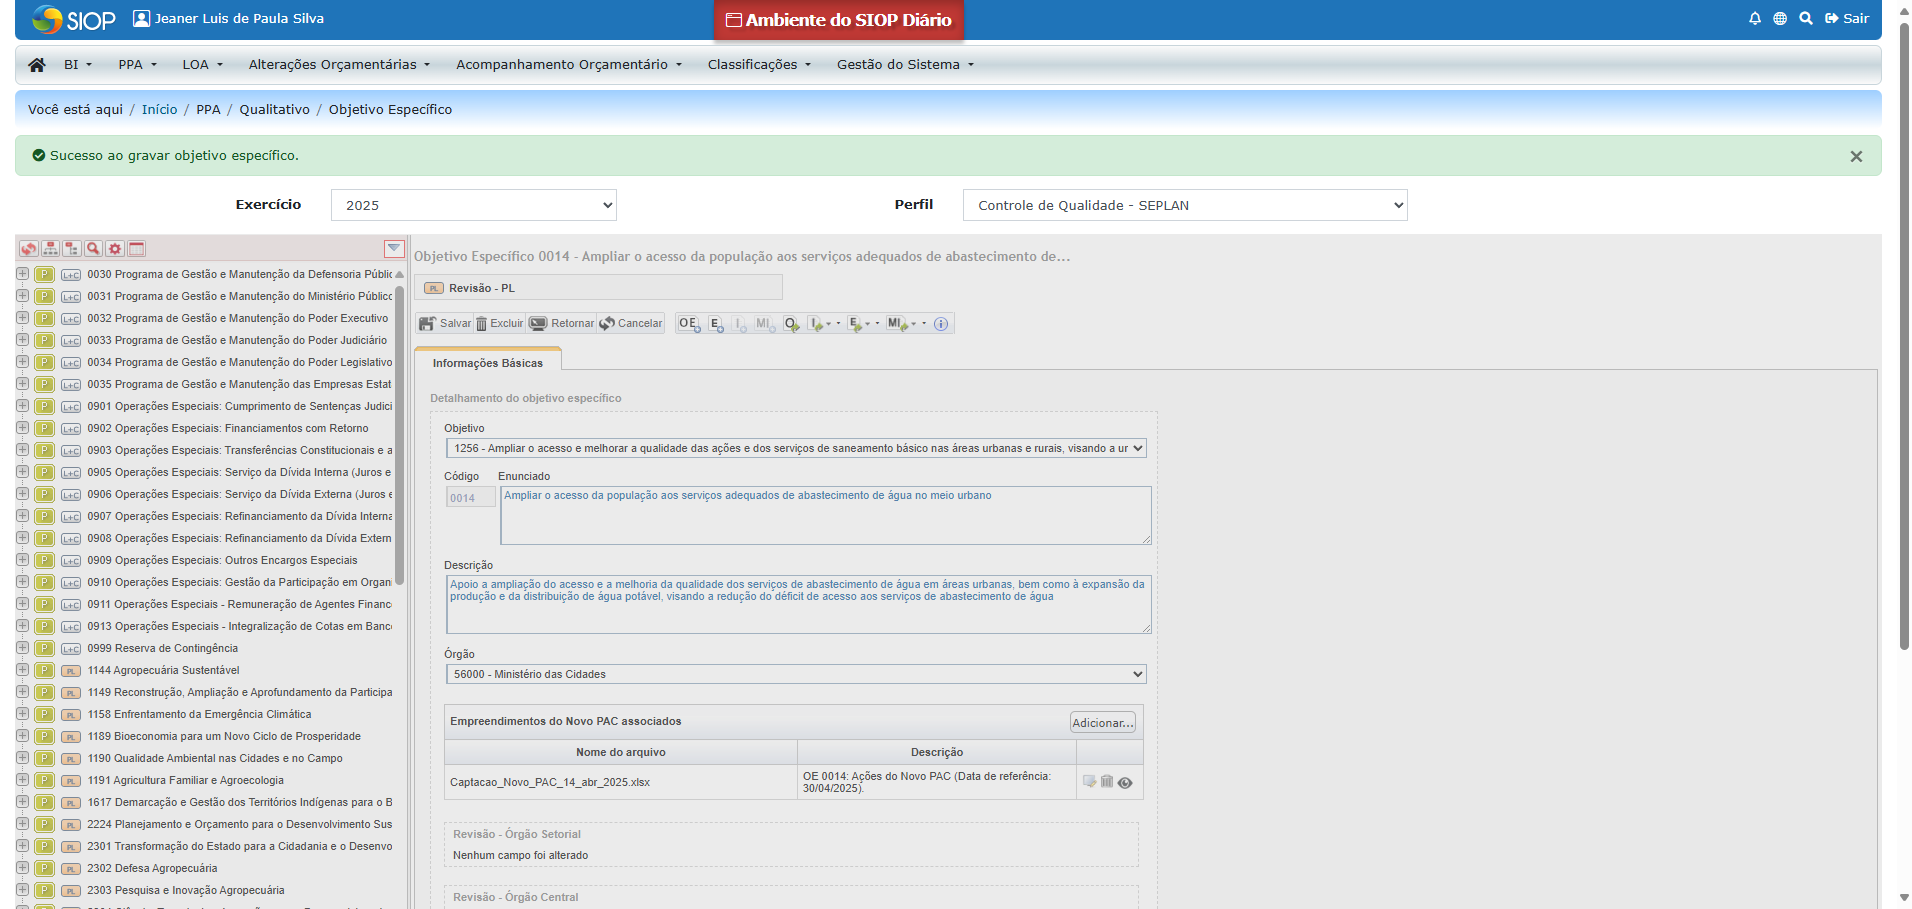 SIOP
Jeaner Luis de Paula Silva
Ambiente do SIOP Diário
Sair
BI
PPA
LOA
Alterações Orçamentárias
Acompanhamento Orçamentário
Classificações
Gestão do Sistema
Você está aqui / Início / PPA / Qualitativo / Objetivo Específico
Sucesso ao gravar objetivo específico.
×
Exercício
2025
Perfil
Controle de Qualidade - SEPLAN
P L+C 0030 Programa de Gestão e Manutenção da Defensoria Públic
P L+C 0031 Programa de Gestão e Manutenção do Ministério Público
P L+C 0032 Programa de Gestão e Manutenção do Poder Executivo
P L+C 0033 Programa de Gestão e Manutenção do Poder Judiciário
P L+C 0034 Programa de Gestão e Manutenção do Poder Legislativo
P L+C 0035 Programa de Gestão e Manutenção das Empresas Estat
P L+C 0901 Operações Especiais: Cumprimento de Sentenças Judici
P L+C 0902 Operações Especiais: Financiamentos com Retorno
P L+C 0903 Operações Especiais: Transferências Constitucionais e a
P L+C 0905 Operações Especiais: Serviço da Dívida Interna (Juros e
P L+C 0906 Operações Especiais: Serviço da Dívida Externa (Juros e
P L+C 0907 Operações Especiais: Refinanciamento da Dívida Interna
P L+C 0908 Operações Especiais: Refinanciamento da Dívida Extern
P L+C 0909 Operações Especiais: Outros Encargos Especiais
P L+C 0910 Operações Especiais: Gestão da Participação em Organi
P L+C 0911 Operações Especiais - Remuneração de Agentes Financ
P L+C 0913 Operações Especiais - Integralização de Cotas em Banc
P L+C 0999 Reserva de Contingência
P PL 1144 Agropecuária Sustentável
P PL 1149 Reconstrução, Ampliação e Aprofundamento da Participa
P PL 1158 Enfrentamento da Emergência Climática
P PL 1189 Bioeconomia para um Novo Ciclo de Prosperidade
P PL 1190 Qualidade Ambiental nas Cidades e no Campo
P PL 1191 Agricultura Familiar e Agroecologia
P PL 1617 Demarcação e Gestão dos Territórios Indígenas para o B
P PL 2224 Planejamento e Orçamento para o Desenvolvimento Sus
P PL 2301 Transformação do Estado para a Cidadania e o Desenvo
P PL 2302 Defesa Agropecuária
P PL 2303 Pesquisa e Inovação Agropecuária
Objetivo Específico 0014 - Ampliar o acesso da população aos serviços adequados de abastecimento de...
PL Revisão - PL
Salvar Excluir Retornar Cancelar OE E I MI O I E MI
Informações Básicas
Detalhamento do objetivo específico
Objetivo
1256 - Ampliar o acesso e melhorar a qualidade das ações e dos serviços de saneamento básico nas áreas urbanas e rurais, visando a ur
Código Enunciado
0014
Ampliar o acesso da população aos serviços adequados de abastecimento de água no meio urbano
Descrição
Apoio a ampliação do acesso e a melhoria da qualidade dos serviços de abastecimento de água em áreas urbanas, bem como à expansão da
produção e da distribuição de água potável, visando a redução do déficit de acesso aos serviços de abastecimento de água
Órgão
56000 - Ministério das Cidades
Empreendimentos do Novo PAC associados
Adicionar...
Nome do arquivo Descrição
Captacao_Novo_PAC_14_abr_2025.xlsx
OE 0014: Ações do Novo PAC (Data de referência:
30/04/2025).
Revisão - Órgão Setorial
Nenhum campo foi alterado
Revisão - Órgão Central